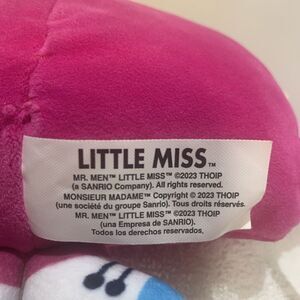 LITTLE MISS™
MR. MEN™ LITTLE MISS™ ©2023 THOIP
(a SANRIO Company). All rights reserved.
MONSIEUR MADAME™ Copyright © 2023 THOIP
(une société du groupe Sanrio). Tous droits réservés.
MR. MEN™ LITTLE MISS™ ©2023 THOIP
(una Empresa de SANRIO).
Todos los derechos reservados.